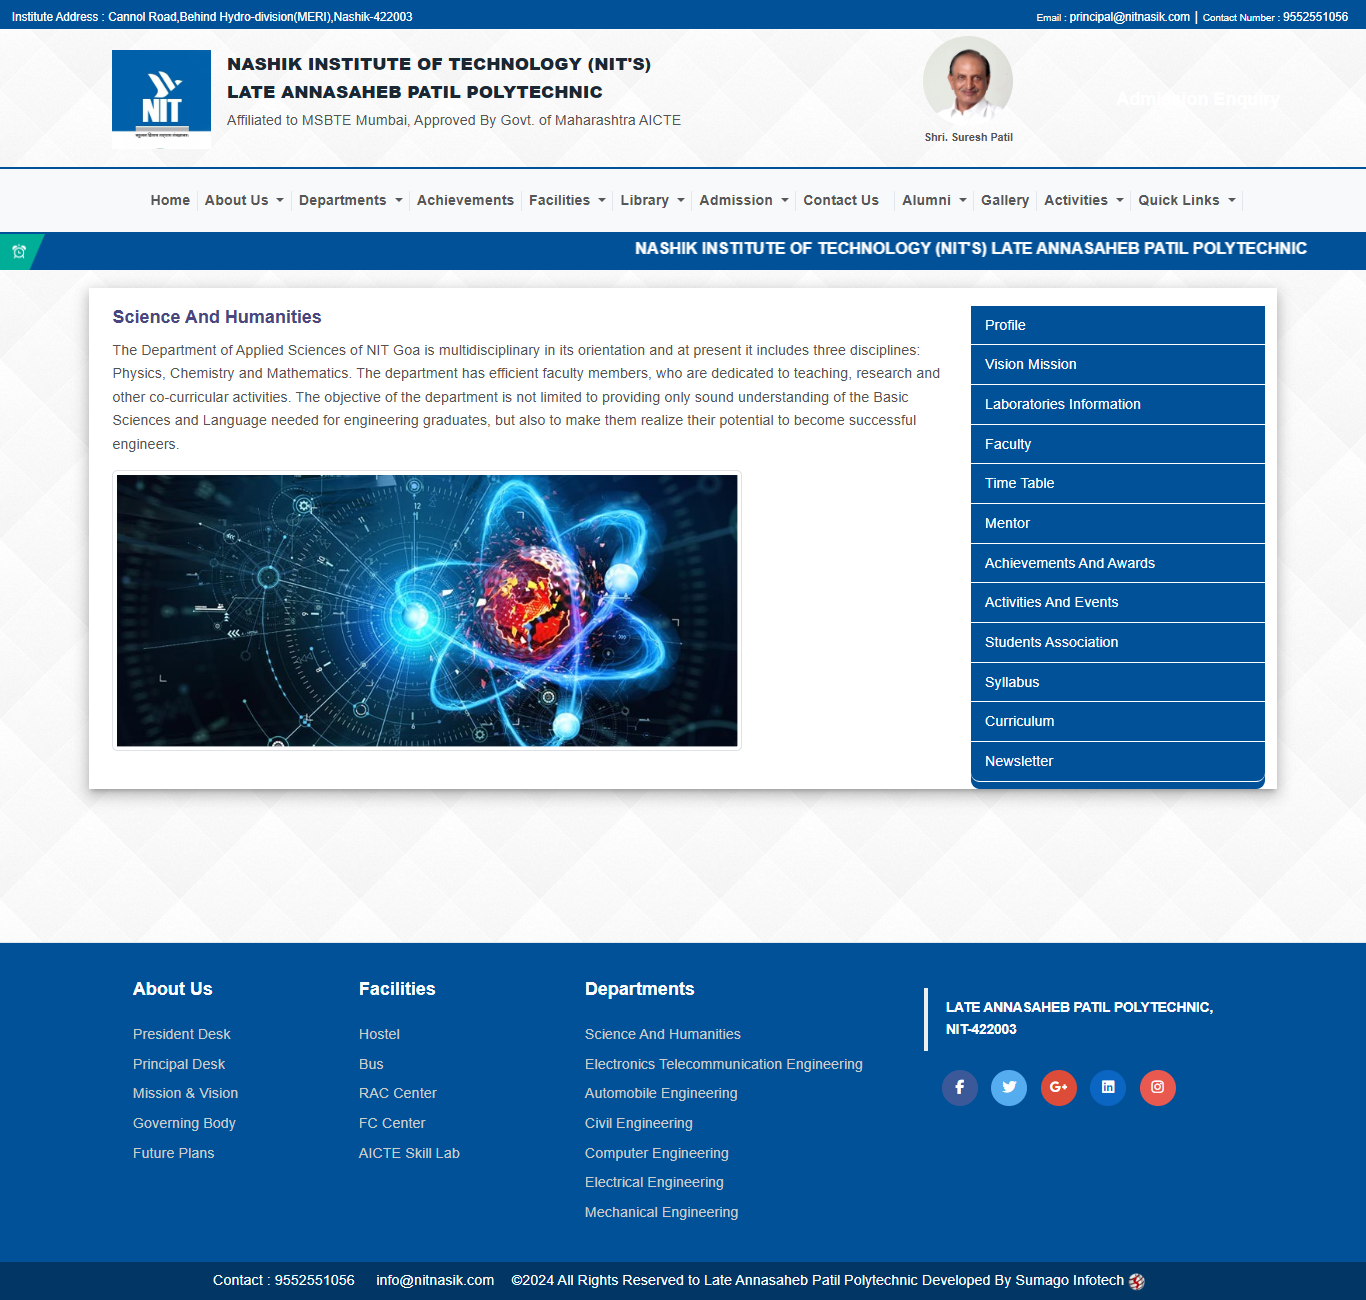 Institute Address : Cannol Road,Behind Hydro-division(MERI),Nashik-422003
Email : principal@nitnasik.com | Contact Number : 9552551056
NIT
NASHIK INSTITUTE OF TECHNOLOGY (NIT'S)
LATE ANNASAHEB PATIL POLYTECHNIC
Affiliated to MSBTE Mumbai, Approved By Govt. of Maharashtra AICTE
Shri. Suresh Patil
Admission Enquiry
Home About Us Departments Achievements Facilities Library Admission Contact Us Alumni Gallery Activities Quick Links
NASHIK INSTITUTE OF TECHNOLOGY (NIT'S) LATE ANNASAHEB PATIL POLYTECHNIC
Science And Humanities
The Department of Applied Sciences of NIT Goa is multidisciplinary in its orientation and at present it includes three disciplines:
Physics, Chemistry and Mathematics. The department has efficient faculty members, who are dedicated to teaching, research and
other co-curricular activities. The objective of the department is not limited to providing only sound understanding of the Basic
Sciences and Language needed for engineering graduates, but also to make them realize their potential to become successful
engineers.
12
Profile
Vision Mission
Laboratories Information
Faculty
Time Table
Mentor
Achievements And Awards
Activities And Events
Students Association
Syllabus
Curriculum
Newsletter
About Us
President Desk
Principal Desk
Mission & Vision
Governing Body
Future Plans
Facilities
Hostel
Bus
RAC Center
FC Center
AICTE Skill Lab
Departments
Science And Humanities
Electronics Telecommunication Engineering
Automobile Engineering
Civil Engineering
Computer Engineering
Electrical Engineering
Mechanical Engineering
LATE ANNASAHEB PATIL POLYTECHNIC,
NIT-422003
Contact : 9552551056 info@nitnasik.com ©2024 All Rights Reserved to Late Annasaheb Patil Polytechnic Developed By Sumago Infotech